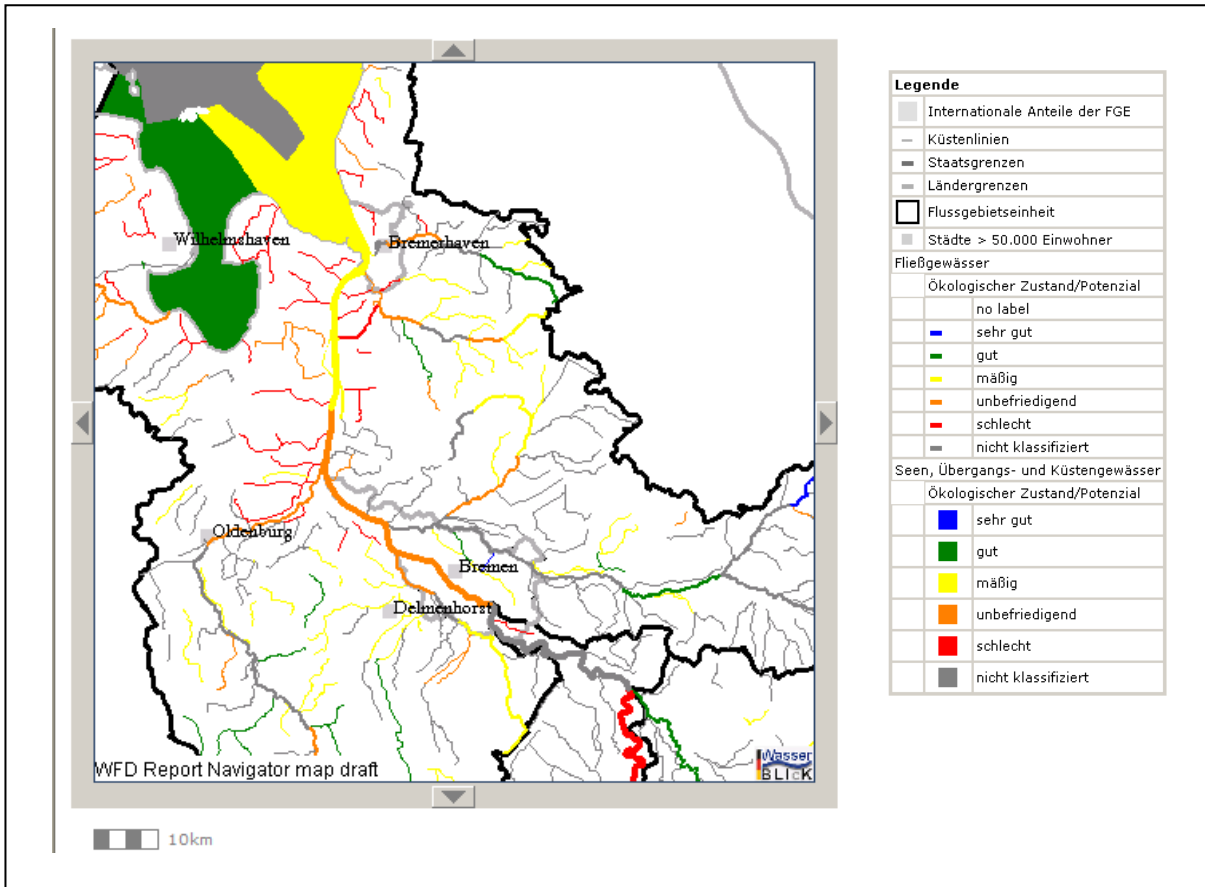 Wilhelmshaven
Bremerhaven
Oldenburg
Bremen
Delmenhorst
WFD Report Navigator map draft
Wasser
BLIcK
10km
Legende
Internationale Anteile der FGE
Küstenlinien
Staatsgrenzen
Ländergrenzen
Flussgebietseinheit
Städte > 50.000 Einwohner
Fließgewässer
Ökologischer Zustand/Potenzial
no label
sehr gut
gut
mäßig
unbefriedigend
schlecht
nicht klassifiziert
Seen, Übergangs- und Küstengewässer
Ökologischer Zustand/Potenzial
sehr gut
gut
mäßig
unbefriedigend
schlecht
nicht klassifiziert